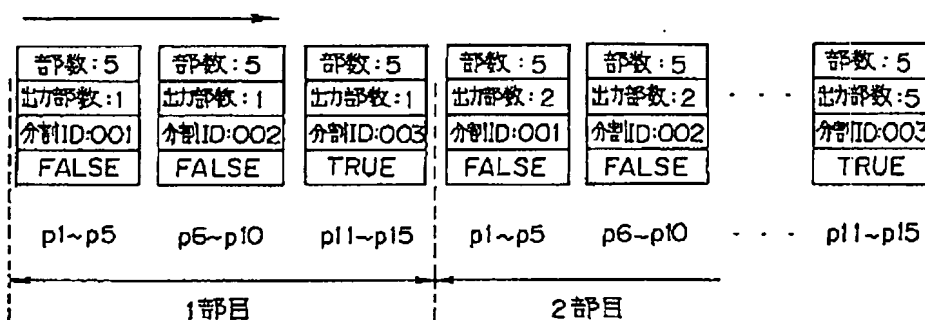 部数:5 部数:5 部数:5 部数:5 部数:5 部数:5
出力部数:1 出力部数:1 出力部数:1 出力部数:2 出力部数:2 ・・・・ 出力部数:5
分割ID:001 分割ID:002 分割ID:003 分割ID:001 分割ID:002 分割ID:003
FALSE FALSE TRUE FALSE FALSE TRUE
p1~p5 p6~p10 p11~p15 p1~p5 p6~p10 ・・・ p11~p15
1部目 2部目